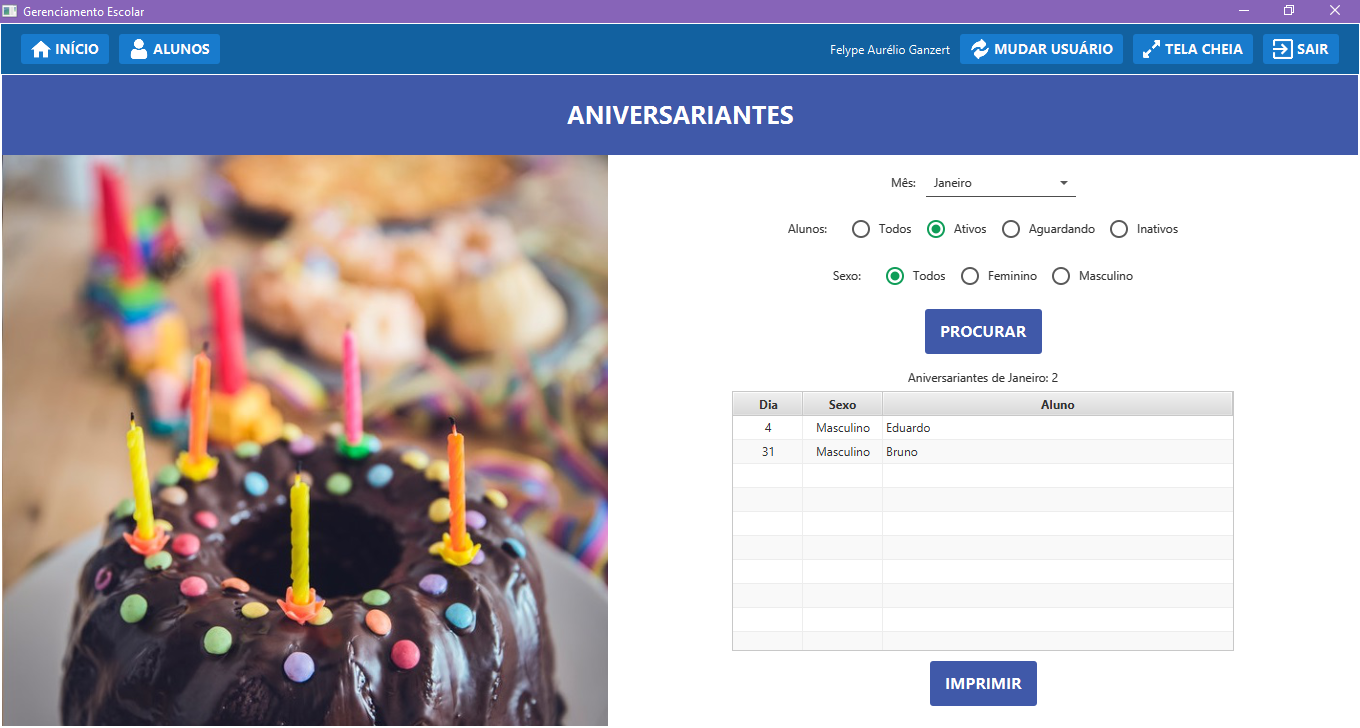 Gerenciamento Escolar
INÍCIO ALUNOS Felype Aurélio Ganzert MUDAR USUÁRIO TELA CHEIA SAIR
ANIVERSARIANTES
Mês: Janeiro
Alunos: Todos Ativos Aguardando Inativos
Sexo: Todos Feminino Masculino
PROCURAR
Aniversariantes de Janeiro: 2
Dia Sexo Aluno
4 Masculino Eduardo
31 Masculino Bruno
IMPRIMIR